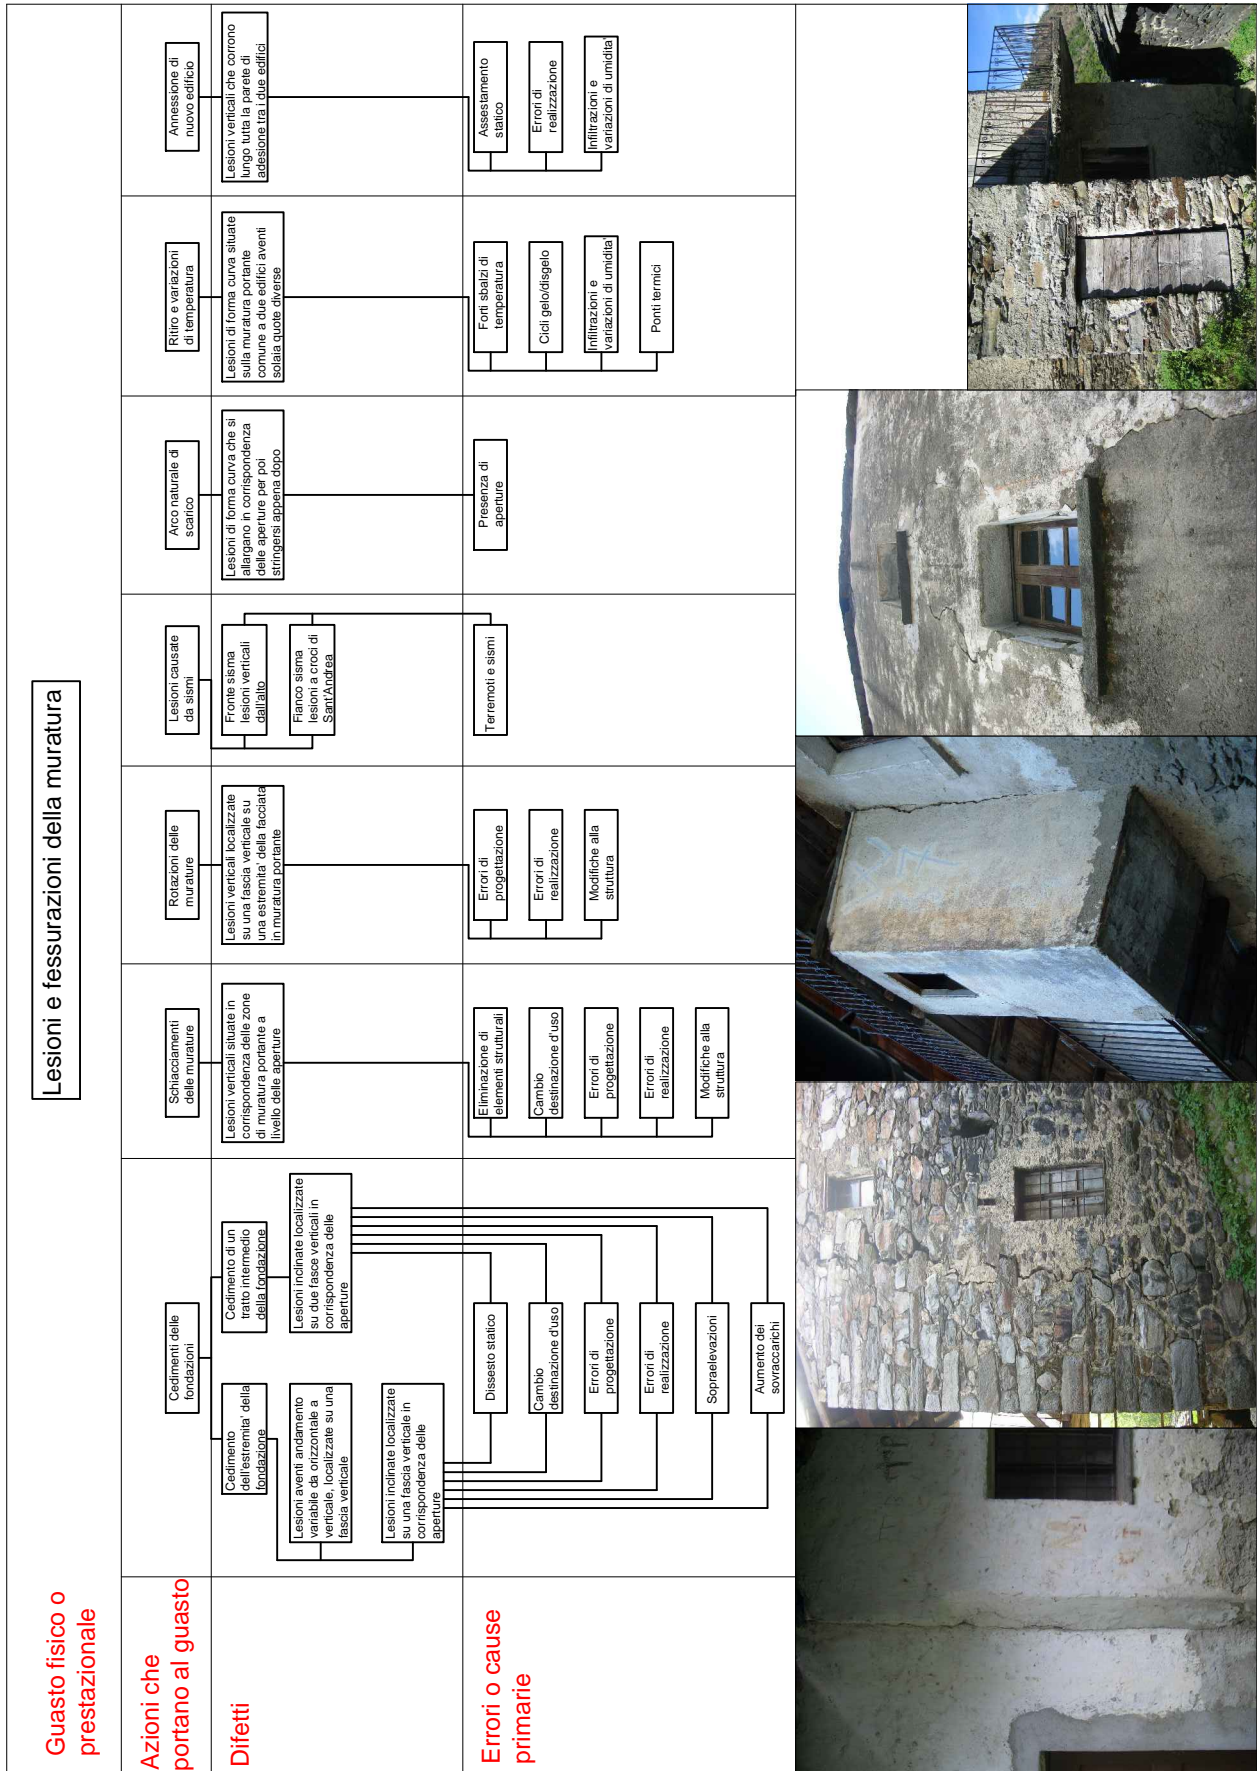 Lesioni e fessurazioni della muratura
Guasto fisico o
prestazionale
Azioni che
portano al guasto
Cedimenti delle
fondazioni
Schiacciamenti
delle murature
Rotazioni delle
murature
Lesioni causate
da sismi
Arco naturale di
scarico
Ritiro e variazioni
di temperatura
Annessione di
nuovo edificio
Difetti
Cedimento
dell'estremita' della
fondazione
Cedimento di un
tratto intermedio
della fondazione
Lesioni aventi andamento
variabile da orizzontale a
verticale, localizzate su una
fascia verticale
Lesioni inclinate localizzate
su una fascia verticale in
corrispondenza delle
aperture
Lesioni inclinate localizzate
su due fasce verticali in
corrispondenza delle
aperture
Lesioni verticali situate in
corrispondenza delle zone
di muratura portante a
livello delle aperture
Lesioni verticali localizzate
su una fascia verticale su
una estremita' della facciata
in muratura portante
Fronte sisma
lesioni verticali
dall'alto
Fianco sisma
lesioni a croci di
Sant'Andrea
Lesioni di forma curva che si
allargano in corrispondenza
delle aperture per poi
stringersi appena dopo
Lesioni di forma curva situate
sulla muratura portante
comune a due edifici aventi
solaia quote diverse
Lesioni verticali che corrono
lungo tutta la parete di
adesione tra i due edifici
Errori o cause
primarie
Dissesto statico
Cambio
destinazione d'uso
Errori di
progettazione
Errori di
realizzazione
Sopraelevazioni
Aumento dei
sovraccarichi
Eliminazione di
elementi strutturali
Cambio
destinazione d'uso
Errori di
progettazione
Errori di
realizzazione
Modifiche alla
struttura
Errori di
progettazione
Errori di
realizzazione
Modifiche alla
struttura
Terremoti e sismi
Presenza di
aperture
Forti sbalzi di
temperatura
Cicli gelo/disgelo
Infiltrazioni e
variazioni di umidita'
Ponti termici
Assestamento
statico
Errori di
realizzazione
Infiltrazioni e
variazioni di umidita'